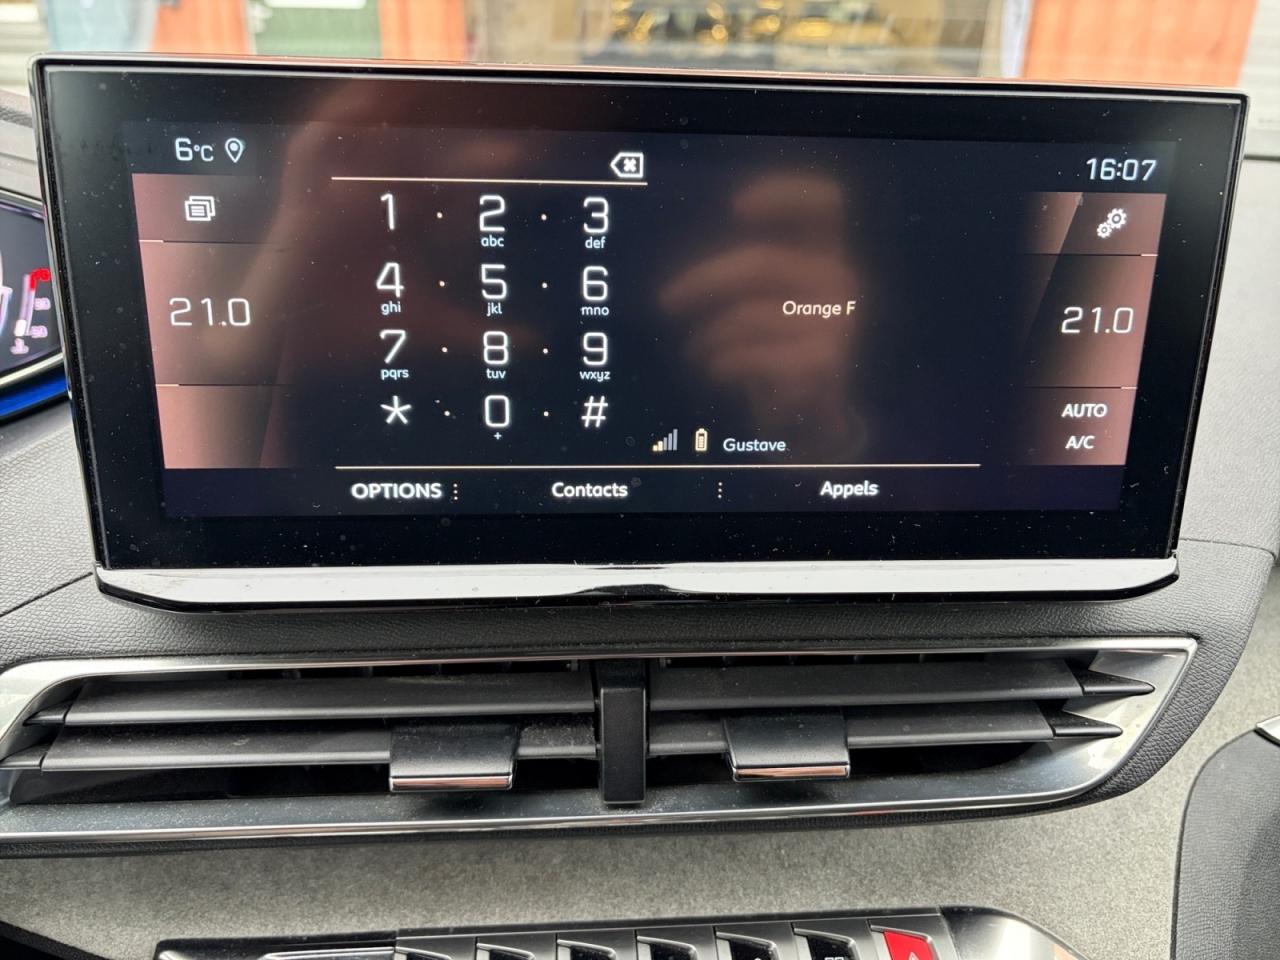 6°C
16:07
1 · 2 · 3
abc def
4 · 5 · 6
ghi jkl mno
21.0
Orange F
21.0
7 · 8 · 9
pqrs tuv wxyz
* · 0 · #
+
AUTO
A/C
Gustave
OPTIONS
Contacts
Appels